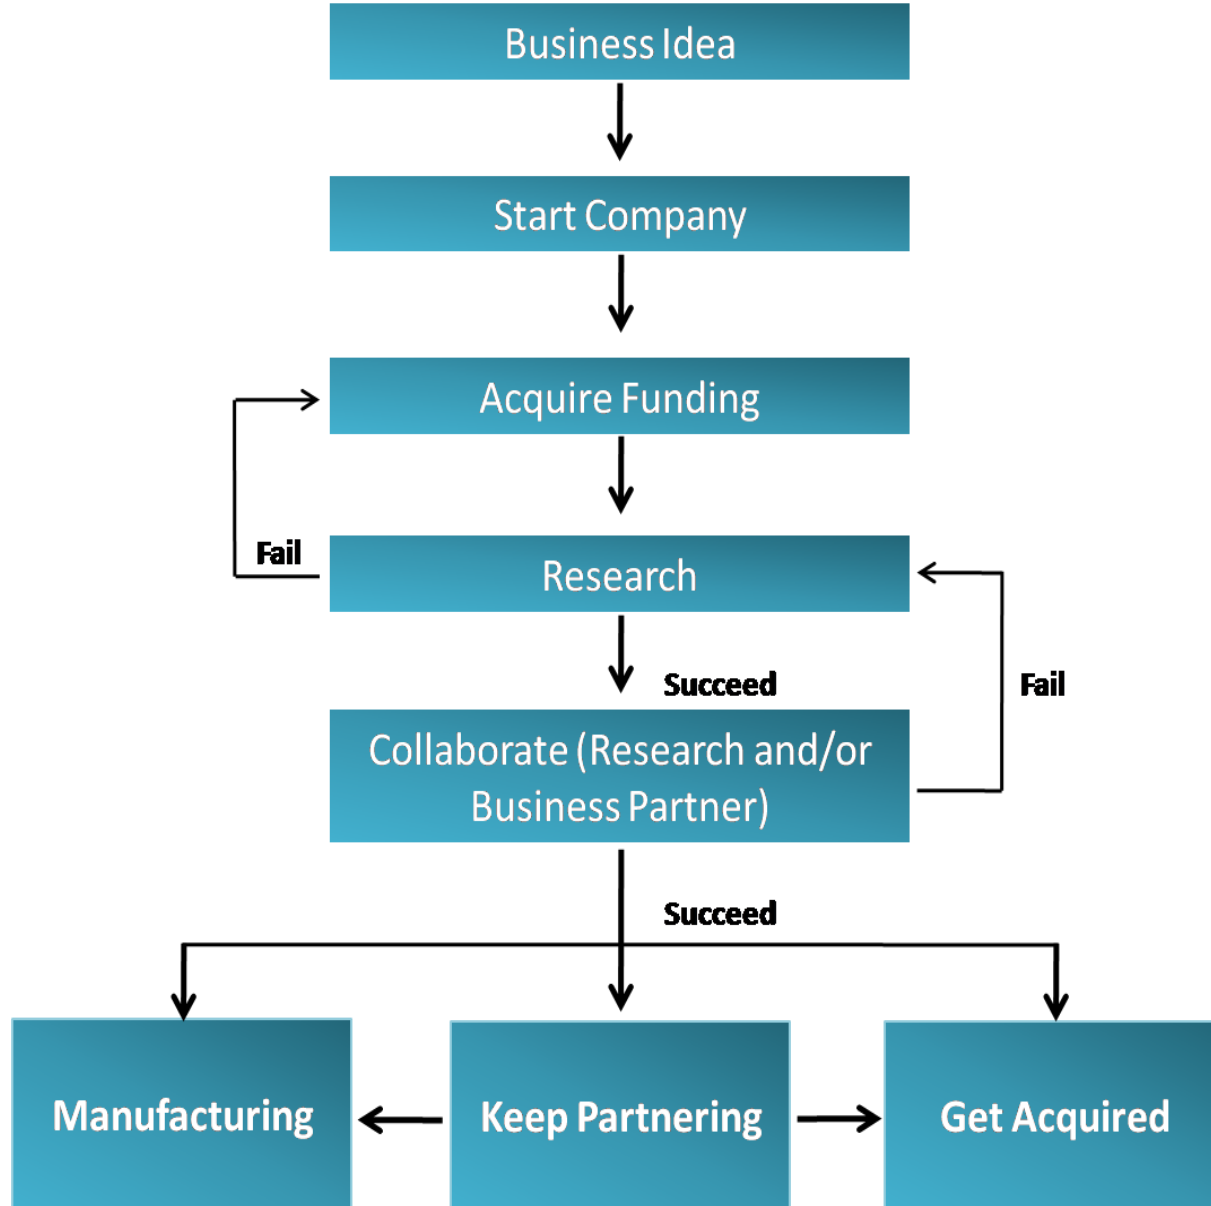 Business Idea
Start Company
Acquire Funding
Fail
Research
Succeed
Fail
Collaborate (Research and/or
Business Partner)
Succeed
Manufacturing
Keep Partnering
Get Acquired